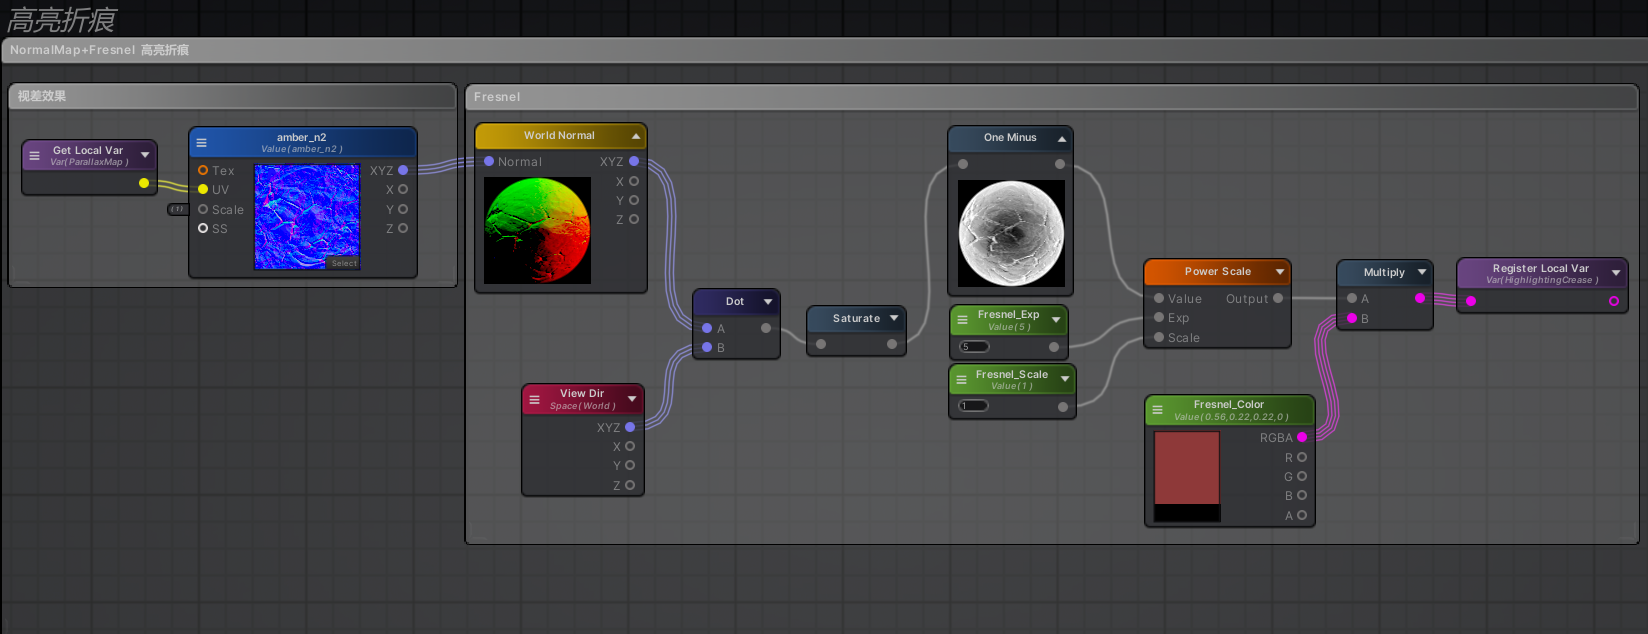 高亮折痕
NormalMap+Fresnel 高亮折痕
视差效果
Get Local Var
Var( ParallaxMap )
amber_n2
Value( amber_n2 )
Tex
UV
(1)
Scale
SS
XYZ
X
Y
Z
Select
Fresnel
World Normal
Normal
XYZ
X
Y
Z
Dot
A
B
View Dir
Space( World )
XYZ
X
Y
Z
Saturate
One Minus
Fresnel_Exp
Value( 5 )
5
Fresnel_Scale
Value( 1 )
1
Power Scale
Value
Output
Exp
Scale
Multiply
A
B
Register Local Var
Var( HighlightingCrease )
Fresnel_Color
Value( 0.56,0.22,0.22,0 )
RGBA
R
G
B
A